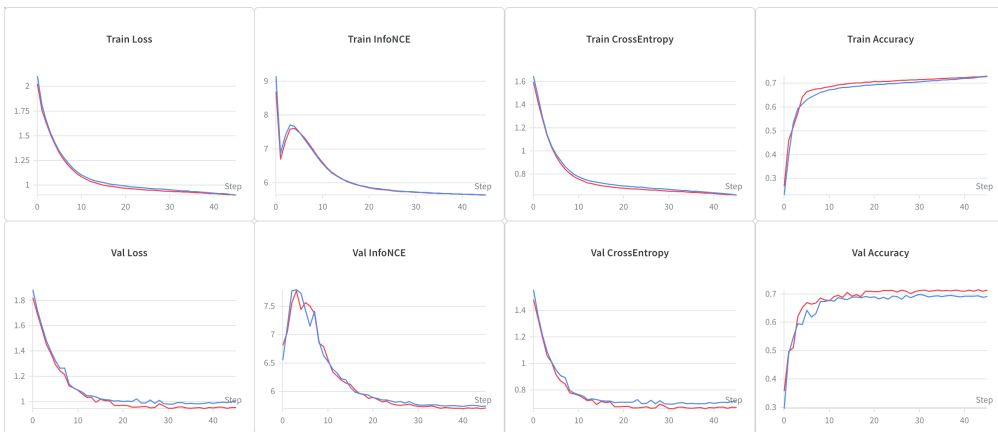 Train Loss
2
1.75
1.5
1.25
1
Step
0 10 20 30 40
Train InfoNCE
9
8
7
6
Step
0 10 20 30 40
Train CrossEntropy
1.6
1.4
1.2
1
0.8
Step
0 10 20 30 40
Train Accuracy
0.7
0.6
0.5
0.4
0.3
Step
0 10 20 30 40
Val Loss
1.8
1.6
1.4
1.2
1
Step
0 10 20 30 40
Val InfoNCE
7.5
7
6.5
6
Step
0 10 20 30 40
Val CrossEntropy
1.4
1.2
1
0.8
Step
0 10 20 30 40
Val Accuracy
0.7
0.6
0.5
0.4
0.3
Step
0 10 20 30 40